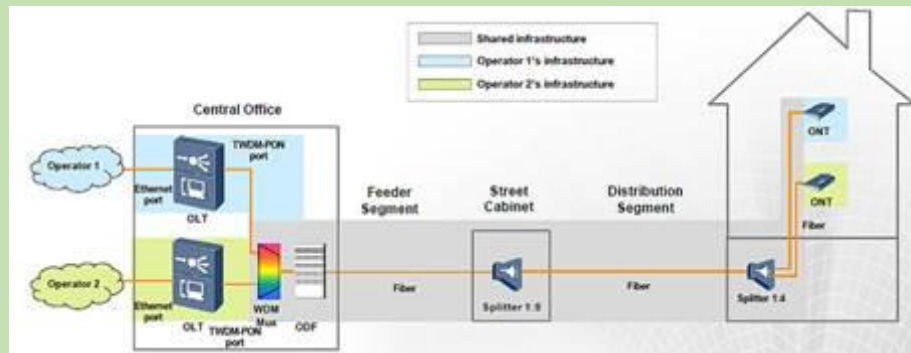 Shared infrastructure
Operator 1's infrastructure
Operator 2's infrastructure
Central Office
TWDM-PON
port
Operator 1
Ethernet
port
OLT
Feeder
Segment
Street
Cabinet
Distribution
Segment
ONT
ONT
Fiber
Operator 2
Ethernet
port
OLT
TWDM-PON
port
WDM
Mux
ODF
Fiber
Splitter 1:8
Fiber
Splitter 1:4